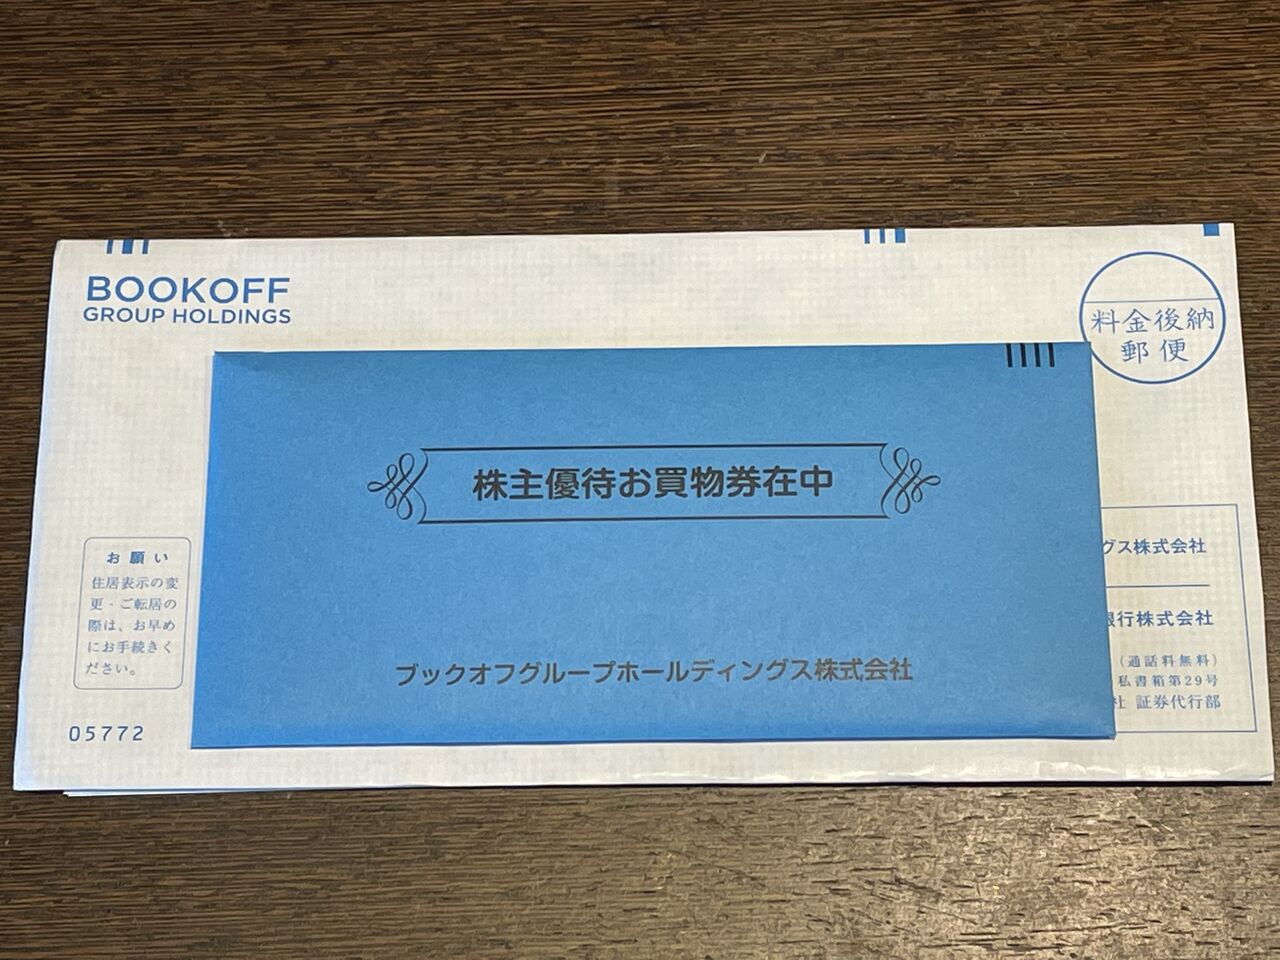 BOOKOFF
GROUP HOLDINGS
料金後納
郵便
株主優待お買物券在中
ブックオフグループホールディングス株式会社
お願い
住居表示の変
更・ご転居の
際は、お早め
にお手続きく
ださい。
05772
グス株式会社
銀行株式会社
(通話料無料)
私書箱第29号
社 証券代行部